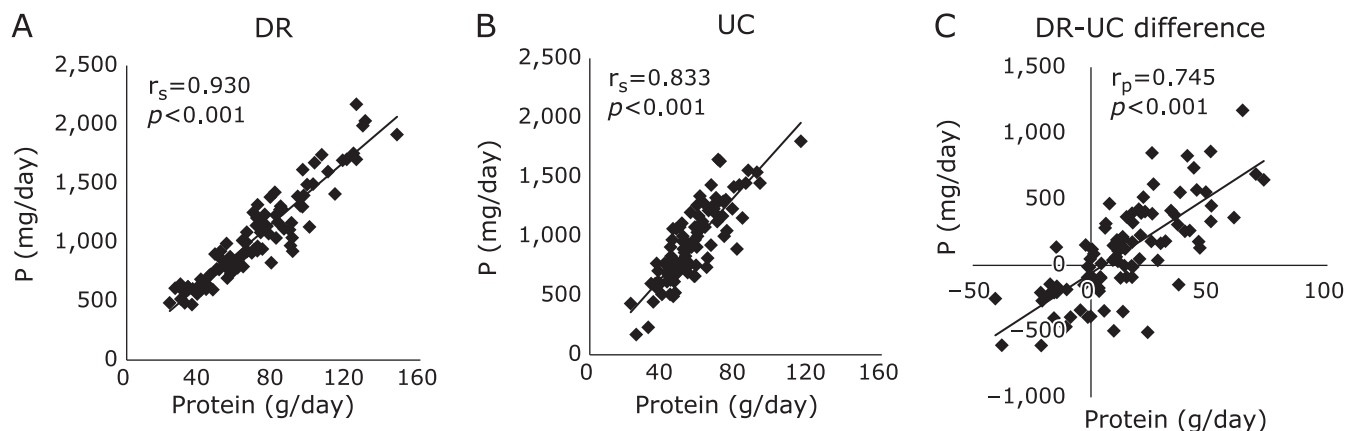 A
DR
2,500
2,000
1,500
1,000
500
0
P (mg/day)
r_s=0.930
p<0.001
0
40
80
120
160
Protein (g/day)
B
UC
2,500
2,000
1,500
1,000
500
0
P (mg/day)
r_s=0.833
p<0.001
0
40
80
120
160
Protein (g/day)
C
DR-UC difference
1,500
1,000
500
0
−500
−1,000
P (mg/day)
r_p=0.745
p<0.001
−50
0
50
100
Protein (g/day)